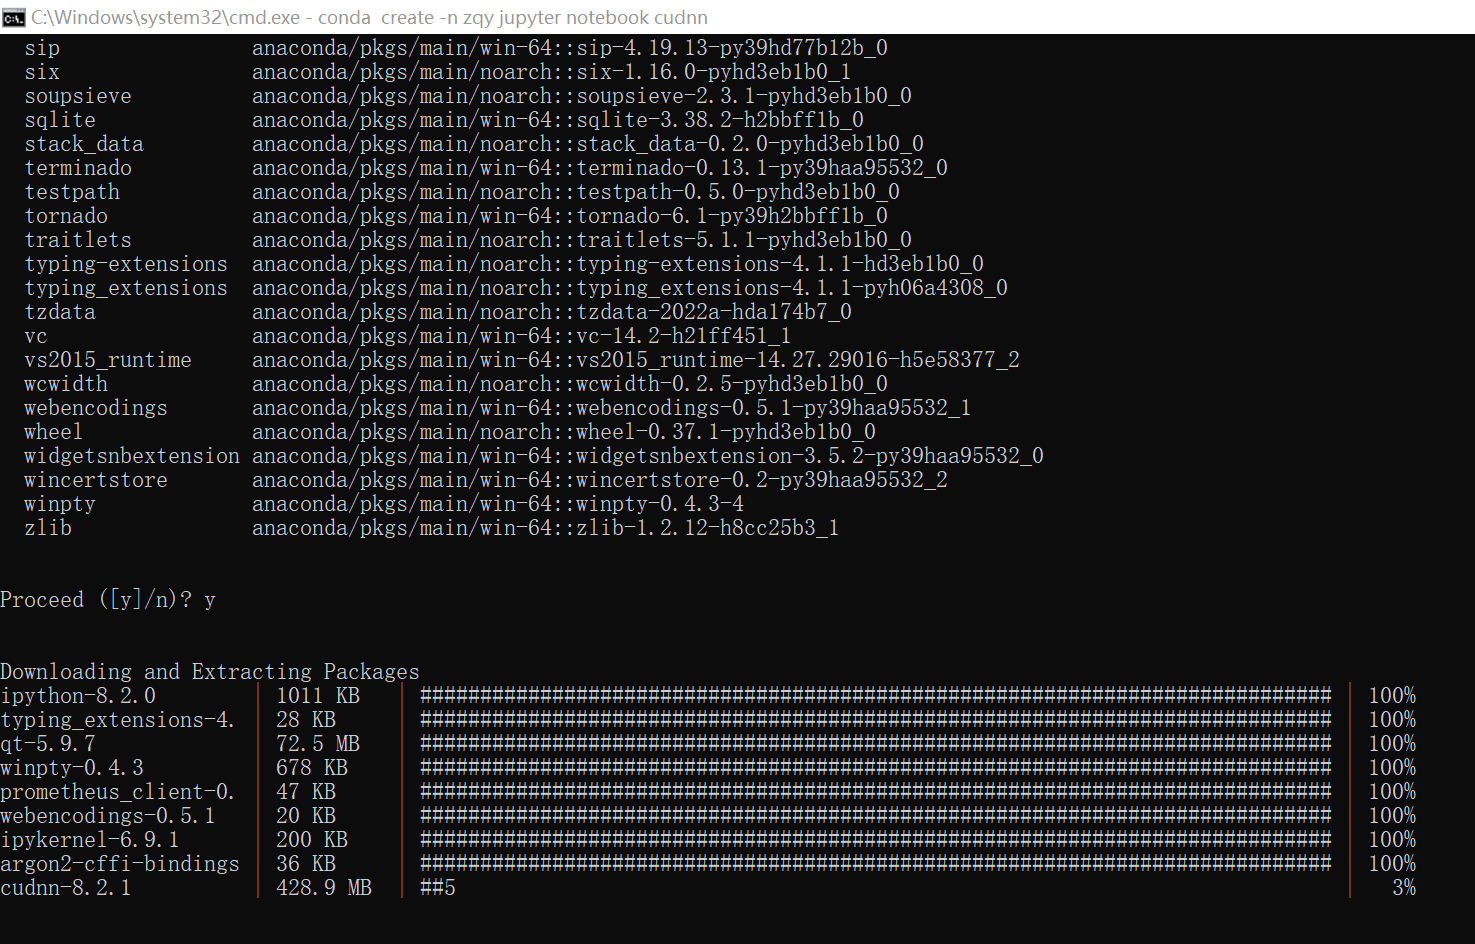 C:\Windows\system32\cmd.exe - conda  create -n zqy jupyter notebook cudnn
sip anaconda/pkgs/main/win-64::sip-4.19.13-py39hd77b12b_0
six anaconda/pkgs/main/noarch::six-1.16.0-pyhd3eb1b0_1
soupsieve anaconda/pkgs/main/noarch::soupsieve-2.3.1-pyhd3eb1b0_0
sqlite anaconda/pkgs/main/win-64::sqlite-3.38.2-h2bbff1b_0
stack_data anaconda/pkgs/main/noarch::stack_data-0.2.0-pyhd3eb1b0_0
terminado anaconda/pkgs/main/win-64::terminado-0.13.1-py39haa95532_0
testpath anaconda/pkgs/main/noarch::testpath-0.5.0-pyhd3eb1b0_0
tornado anaconda/pkgs/main/win-64::tornado-6.1-py39h2bbff1b_0
traitlets anaconda/pkgs/main/noarch::traitlets-5.1.1-pyhd3eb1b0_0
typing-extensions anaconda/pkgs/main/noarch::typing-extensions-4.1.1-hd3eb1b0_0
typing_extensions anaconda/pkgs/main/noarch::typing_extensions-4.1.1-pyh06a4308_0
tzdata anaconda/pkgs/main/noarch::tzdata-2022a-hda174b7_0
vc anaconda/pkgs/main/win-64::vc-14.2-h21ff451_1
vs2015_runtime anaconda/pkgs/main/win-64::vs2015_runtime-14.27.29016-h5e58377_2
wcwidth anaconda/pkgs/main/noarch::wcwidth-0.2.5-pyhd3eb1b0_0
webencodings anaconda/pkgs/main/win-64::webencodings-0.5.1-py39haa95532_1
wheel anaconda/pkgs/main/noarch::wheel-0.37.1-pyhd3eb1b0_0
widgetsnbextension anaconda/pkgs/main/win-64::widgetsnbextension-3.5.2-py39haa95532_0
wincertstore anaconda/pkgs/main/win-64::wincertstore-0.2-py39haa95532_2
winpty anaconda/pkgs/main/win-64::winpty-0.4.3-4
zlib anaconda/pkgs/main/win-64::zlib-1.2.12-h8cc25b3_1
Proceed ([y]/n)? y
Downloading and Extracting Packages
ipython-8.2.0 | 1011 KB | ############################################################################ | 100%
typing_extensions-4. | 28 KB | ############################################################################ | 100%
qt-5.9.7 | 72.5 MB | ############################################################################ | 100%
winpty-0.4.3 | 678 KB | ############################################################################ | 100%
prometheus_client-0. | 47 KB | ############################################################################ | 100%
webencodings-0.5.1 | 20 KB | ############################################################################ | 100%
ipykernel-6.9.1 | 200 KB | ############################################################################ | 100%
argon2-cffi-bindings | 36 KB | ############################################################################ | 100%
cudnn-8.2.1 | 428.9 MB | ##5 | 3%